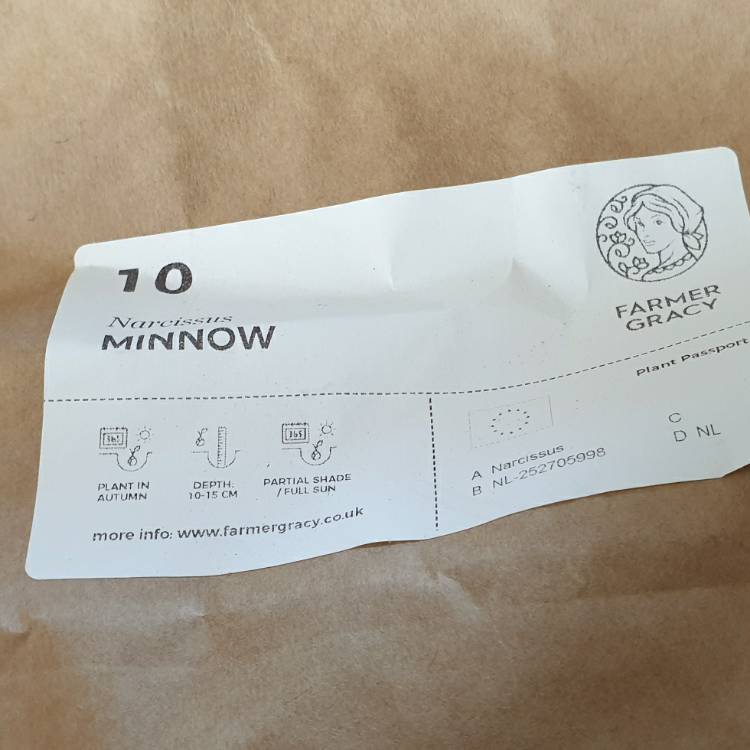 10
Narcissus
MINNOW
FARMER
GRACY
Plant Passport
PLANT IN
AUTUMN
DEPTH:
10-15 CM
PARTIAL SHADE
/ FULL SUN
more info: www.farmergracy.co.uk
A Narcissus
B NL-252705998
C
D NL